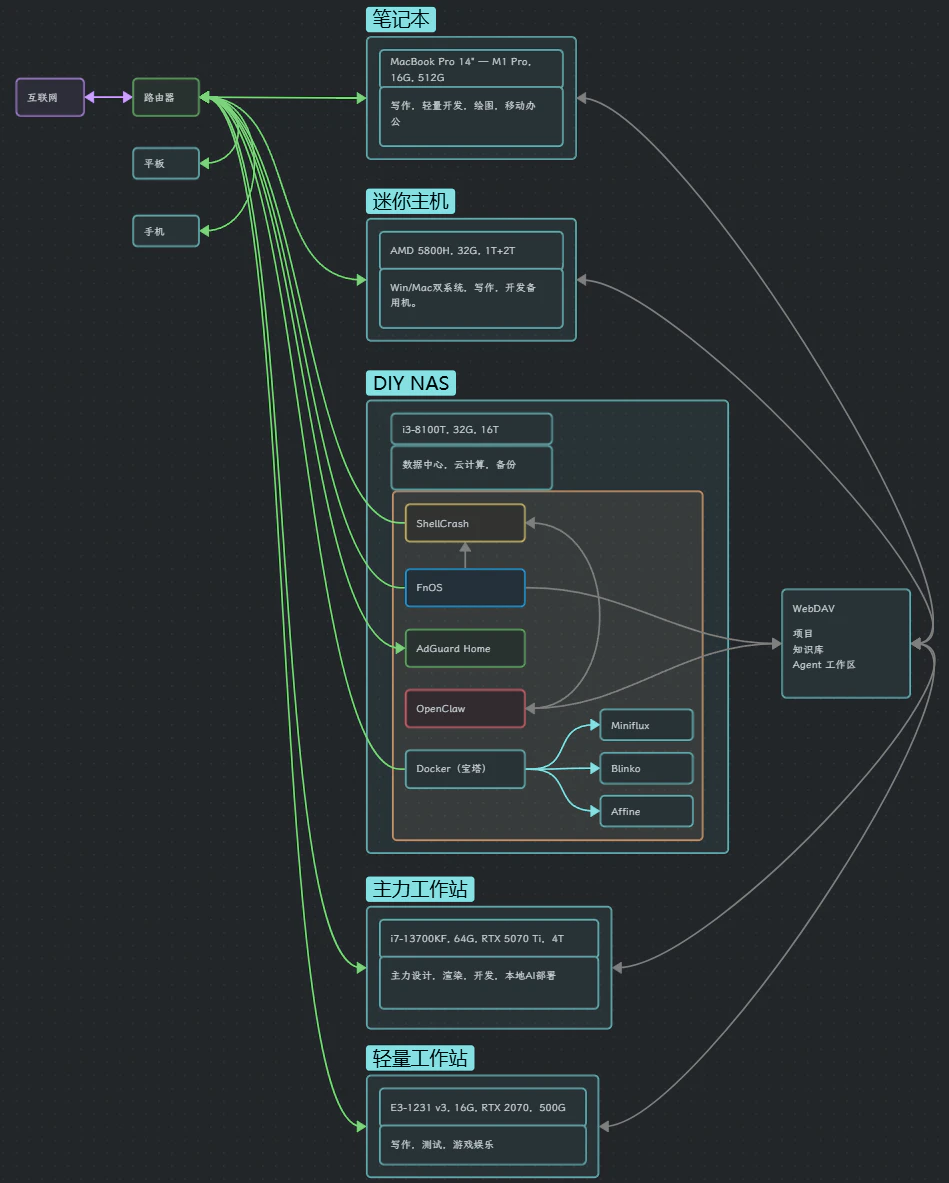 笔记本
MacBook Pro 14" — M1 Pro,
16G, 512G
写作，轻量开发，绘图，移动办
公
互联网
路由器
平板
手机
迷你主机
AMD 5800H, 32G, 1T+2T
Win/Mac双系统，写作，开发备
用机。
DIY NAS
i3-8100T, 32G, 16T
数据中心，云计算，备份
ShellCrash
FnOS
AdGuard Home
OpenClaw
Docker（宝塔）
Miniflux
Blinko
Affine
WebDAV
项目
知识库
Agent 工作区
主力工作站
i7-13700KF, 64G, RTX 5070 Ti, 4T
主力设计，渲染，开发，本地AI部署
轻量工作站
E3-1231 v3, 16G, RTX 2070, 500G
写作，测试，游戏娱乐